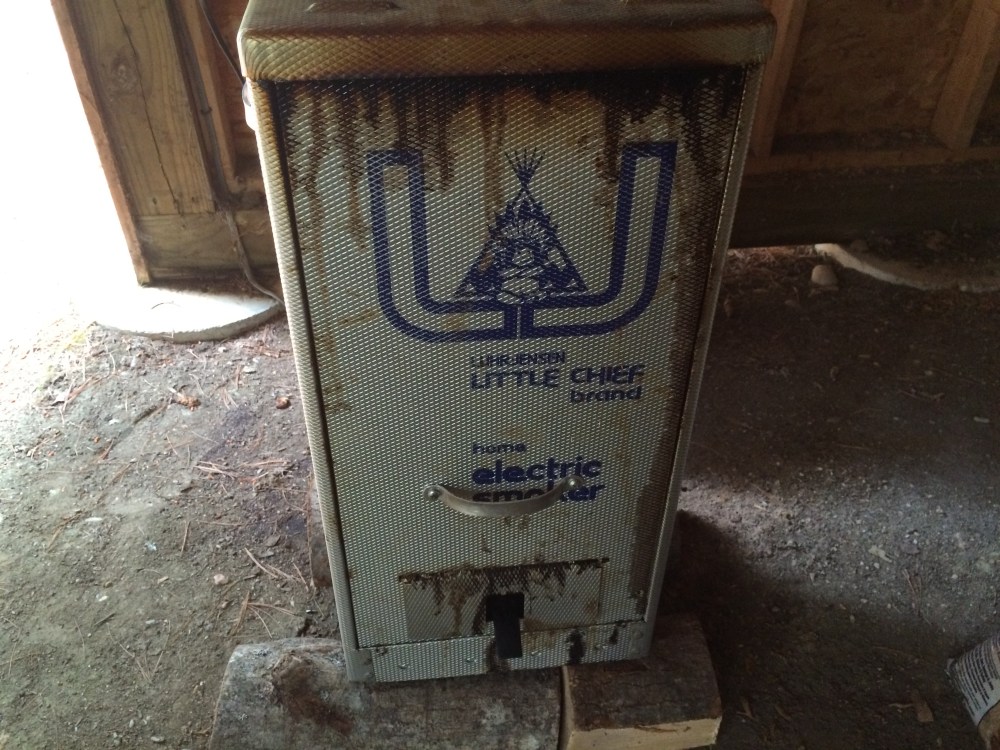 LUHR JENSEN
LITTLE CHIEF
brand
home
electric
smoker